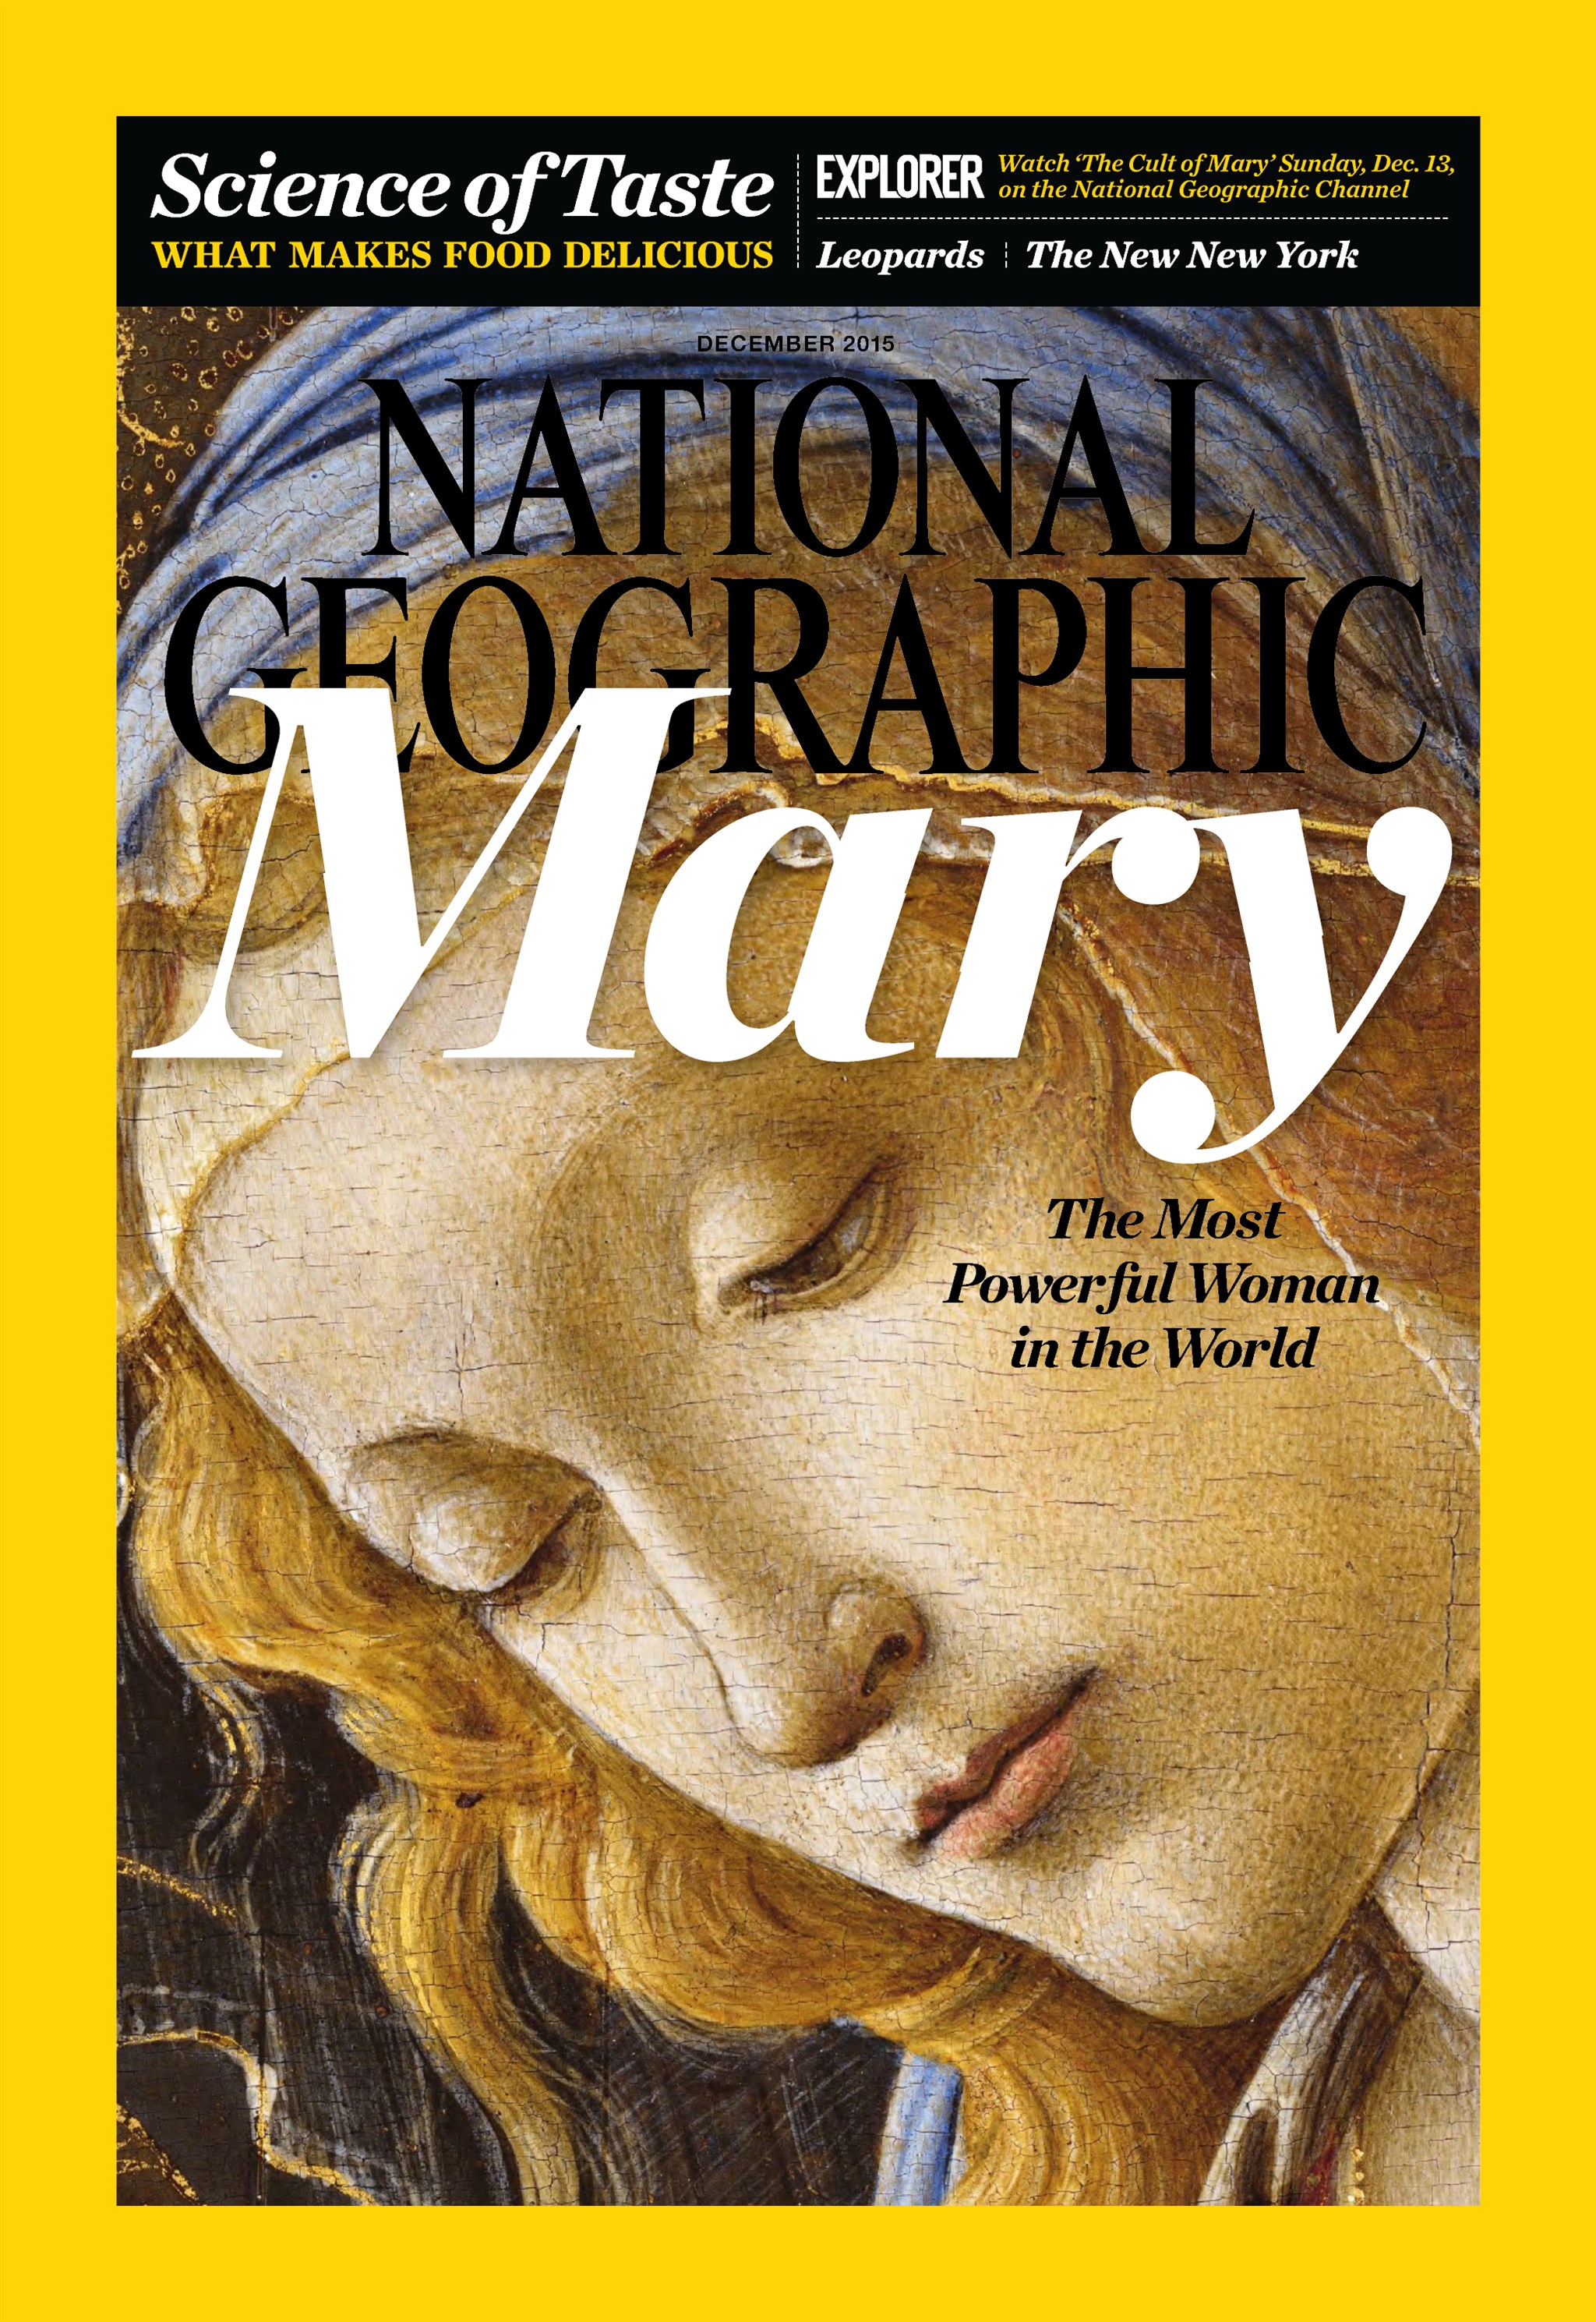 Science of Taste
WHAT MAKES FOOD DELICIOUS
EXPLORER
Watch ‘The Cult of Mary’ Sunday, Dec. 13,
on the National Geographic Channel
Leopards
The New New York
DECEMBER 2015
NATIONAL
GEOGRAPHIC
Mary
The Most
Powerful Woman
in the World